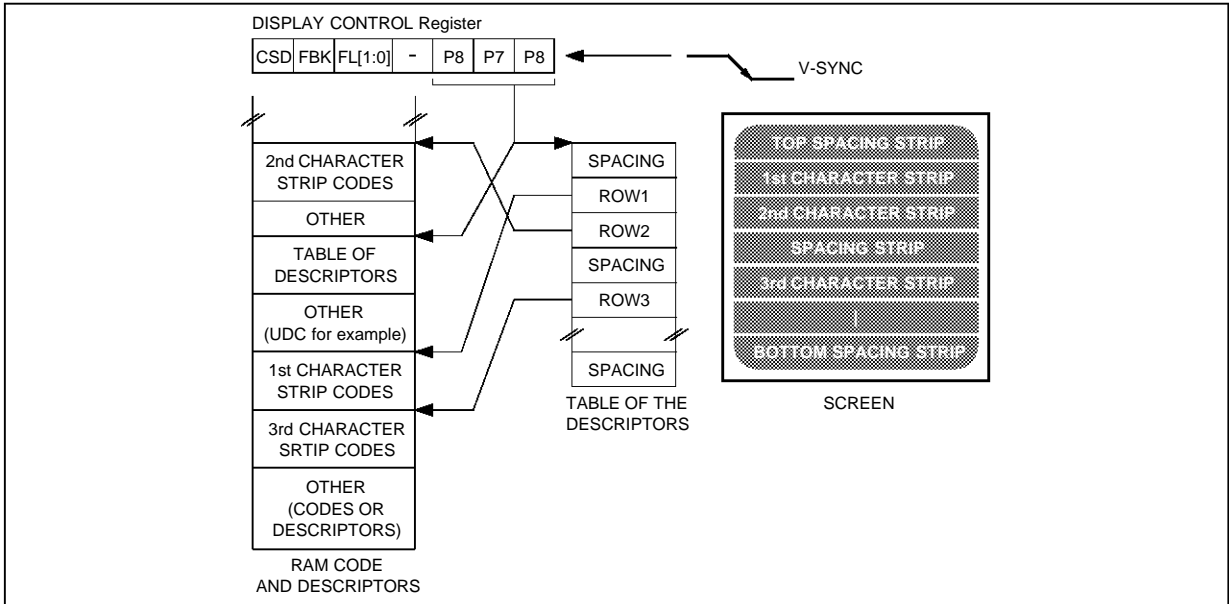 DISPLAY CONTROL Register
CSD FBK FL[1:0] - P8 P7 P8
V-SYNC
2nd CHARACTER
STRIP CODES
OTHER
TABLE OF
DESCRIPTORS
OTHER
(UDC for example)
1st CHARACTER
STRIP CODES
3rd CHARACTER
SRTIP CODES
OTHER
(CODES OR
DESCRIPTORS)
RAM CODE
AND DESCRIPTORS
SPACING
ROW1
ROW2
SPACING
ROW3
SPACING
TABLE OF THE
DESCRIPTORS
TOP SPACING STRIP
1st CHARACTER STRIP
2nd CHARACTER STRIP
SPACING STRIP
3rd CHARACTER STRIP
|
BOTTOM SPACING STRIP
SCREEN